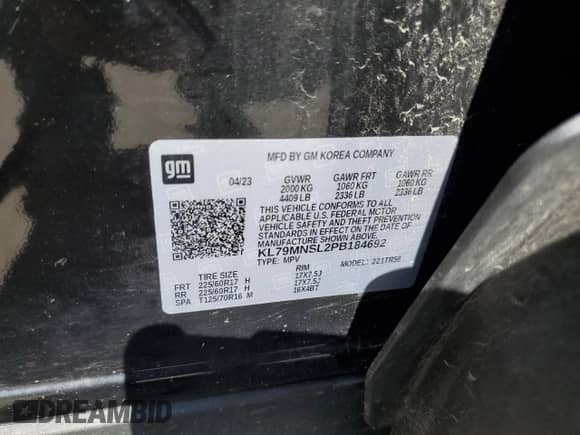 gm
MFD BY GM KOREA COMPANY
04/23 GVWR GAWR FRT GAWR RR
2000 KG 1060 KG 1060 KG
4409 LB 2336 LB 2336 LB
THIS VEHICLE CONFORMS TO ALL
APPLICABLE U.S. FEDERAL MOTOR
VEHICLE SAFETY AND THEFT PREVENTION
STANDARDS IN EFFECT ON THE DATE OF
MANUFACTURE SHOWN ABOVE.
KL79MNSL2PB184692
TYPE: MPV MODEL: 221TR58
TIRE SIZE RIM
FRT 225/60R17 H 17X7.5J
RR 225/60R17 H 17X7.5J
SPA T125/70R16 M 16X4BT
DREAMBID